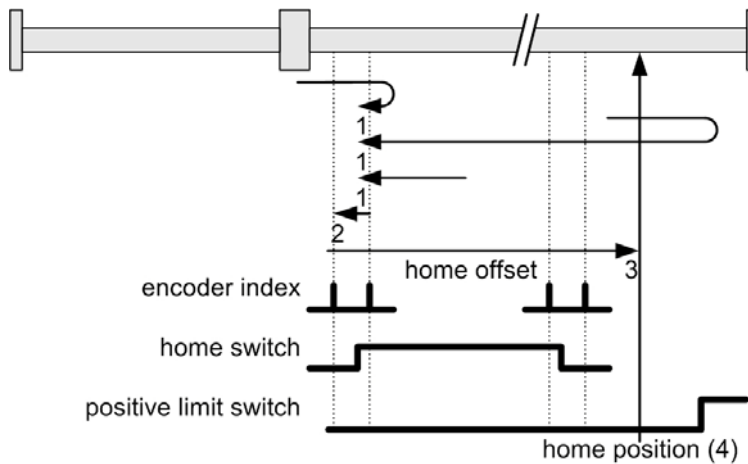 1
1
1
2
home offset
3
encoder index
home switch
positive limit switch
home position (4)